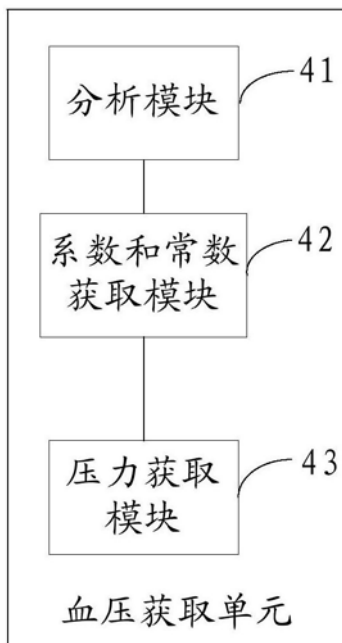 分析模块
41
系数和常数
获取模块
42
压力获取
模块
43
血压获取单元